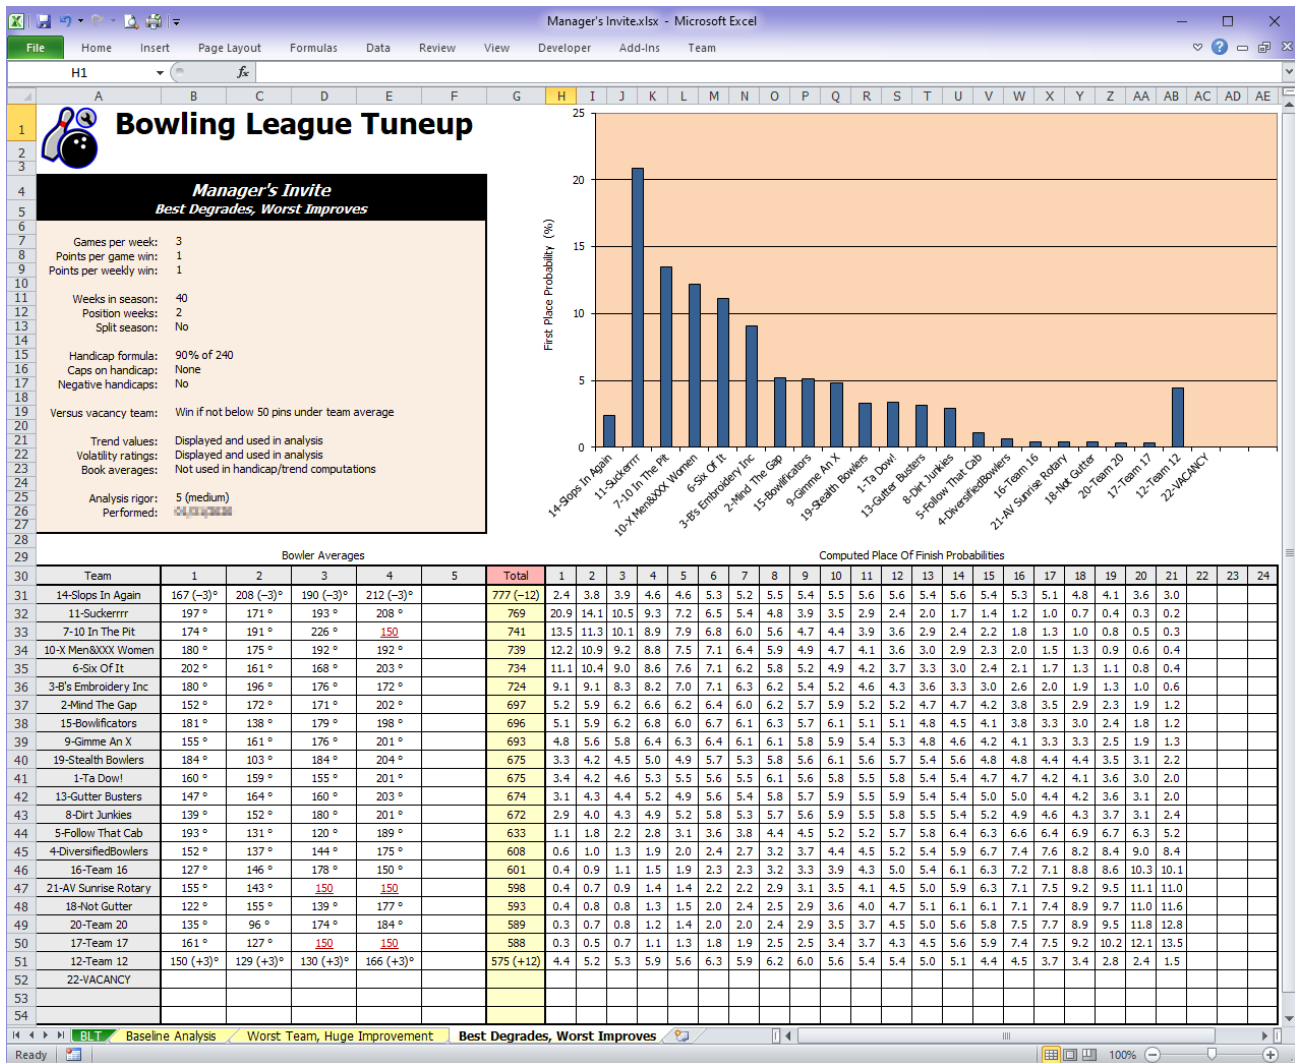 Manager's Invite.xlsx - Microsoft Excel
File Home Insert Page Layout Formulas Data Review View Developer Add-Ins Team
H1 fx
A B C D E F G H I J K L M N O P Q R S T U V W X Y Z AA AB AC AD AE
Bowling League Tuneup
Manager's Invite
Best Degrades, Worst Improves
Games per week: 3
Points per game win: 1
Points per weekly win: 1
Weeks in season: 40
Position weeks: 2
Split season: No
Handicap formula: 90% of 240
Caps on handicap: None
Negative handicaps: No
Versus vacancy team: Win if not below 50 pins under team average
Trend values: Displayed and used in analysis
Volatility ratings: Displayed and used in analysis
Book averages: Not used in handicap/trend computations
Analysis rigor: 5 (medium)
Performed:
First Place Probability (%)
25
20
15
10
5
0
14-Slops In Again
11-Suckerrrr
7-10 In The Pit
10-X Men&XXX Women
6-Six Of It
3-B's Embroidery Inc
2-Mind The Gap
15-Bowlificators
9-Gimme An X
19-Stealth Bowlers
1-Ta Dow!
13-Gutter Busters
8-Dirt Junkies
5-Follow That Cab
4-DiversifiedBowlers
16-Team 16
21-AV Sunrise Rotary
18-Not Gutter
20-Team 20
17-Team 17
12-Team 12
22-VACANCY
29 Bowler Averages Computed Place Of Finish Probabilities
30 Team 1 2 3 4 5 Total 1 2 3 4 5 6 7 8 9 10 11 12 13 14 15 16 17 18 19 20 21 22 23 24
31 14-Slops In Again 167 (–3)° 208 (–3)° 190 (–3)° 212 (–3)° 777 (–12) 2.4 3.8 3.9 4.6 4.6 5.3 5.2 5.5 5.4 5.5 5.5 5.6 5.6 5.4 5.6 5.4 5.3 5.1 4.8 4.1 3.6 3.0
32 11-Suckerrrr 197 ° 171 ° 193 ° 208 ° 769 20.9 14.1 10.5 9.3 7.2 6.5 5.4 4.8 3.9 3.5 2.9 2.4 2.0 1.7 1.4 1.2 1.0 0.7 0.4 0.3 0.2
33 7-10 In The Pit 174 ° 191 ° 226 ° 150 741 13.5 11.3 10.1 8.9 7.9 6.8 6.0 5.6 4.7 4.4 3.9 3.6 2.9 2.4 2.2 1.8 1.3 1.0 0.8 0.5 0.3
34 10-X Men&XXX Women 180 ° 175 ° 192 ° 192 ° 739 12.2 10.9 9.2 8.8 7.5 7.1 6.4 5.9 4.9 4.7 4.1 3.6 3.0 2.9 2.3 2.0 1.5 1.3 0.9 0.6 0.4
35 6-Six Of It 202 ° 161 ° 168 ° 203 ° 734 11.1 10.4 9.0 8.6 7.6 7.1 6.2 5.8 5.2 4.9 4.2 3.7 3.3 3.0 2.4 2.1 1.7 1.3 1.1 0.8 0.4
36 3-B's Embroidery Inc 180 ° 196 ° 176 ° 172 ° 724 9.1 9.1 8.3 8.2 7.0 7.1 6.3 6.2 5.4 5.2 4.6 4.3 3.6 3.3 3.0 2.6 2.0 1.9 1.3 1.0 0.6
37 2-Mind The Gap 152 ° 172 ° 171 ° 202 ° 697 5.2 5.9 6.2 6.6 6.2 6.4 6.0 6.2 5.7 5.9 5.2 5.2 4.7 4.7 4.2 3.8 3.5 2.9 2.3 1.9 1.2
38 15-Bowlificators 181 ° 138 ° 179 ° 198 ° 696 5.1 5.9 6.2 6.8 6.0 6.7 6.1 6.3 5.7 6.1 5.1 5.1 4.8 4.5 4.1 3.8 3.3 3.0 2.4 1.8 1.2
39 9-Gimme An X 155 ° 161 ° 176 ° 201 ° 693 4.8 5.6 5.8 6.4 6.3 6.4 6.1 6.1 5.8 5.9 5.4 5.3 4.8 4.6 4.2 4.1 3.3 3.3 2.5 1.9 1.3
40 19-Stealth Bowlers 184 ° 103 ° 184 ° 204 ° 675 3.3 4.2 4.5 5.0 4.9 5.7 5.3 5.8 5.6 6.1 5.6 5.7 5.4 5.6 4.8 4.8 4.4 4.4 3.5 3.1 2.2
41 1-Ta Dow! 160 ° 159 ° 155 ° 201 ° 675 3.4 4.2 4.6 5.3 5.5 5.6 5.5 6.1 5.6 5.8 5.5 5.8 5.4 5.4 4.7 4.7 4.2 4.1 3.6 3.0 2.0
42 13-Gutter Busters 147 ° 164 ° 160 ° 203 ° 674 3.1 4.3 4.4 5.2 4.9 5.6 5.4 5.8 5.7 5.9 5.5 5.9 5.4 5.4 5.0 5.0 4.4 4.2 3.6 3.1 2.0
43 8-Dirt Junkies 139 ° 152 ° 180 ° 201 ° 672 2.9 4.0 4.3 4.9 5.2 5.8 5.3 5.7 5.6 5.9 5.5 5.8 5.5 5.4 5.2 4.9 4.6 4.3 3.7 3.1 2.4
44 5-Follow That Cab 193 ° 131 ° 120 ° 189 ° 633 1.1 1.8 2.2 2.8 3.1 3.6 3.8 4.4 4.5 5.2 5.2 5.7 5.8 6.4 6.3 6.6 6.4 6.9 6.7 6.3 5.2
45 4-DiversifiedBowlers 152 ° 137 ° 144 ° 175 ° 608 0.6 1.0 1.3 1.9 2.0 2.4 2.7 3.2 3.7 4.4 4.5 5.2 5.4 5.9 6.7 7.4 7.6 8.2 8.4 9.0 8.4
46 16-Team 16 127 ° 146 ° 178 ° 150 ° 601 0.4 0.9 1.1 1.5 1.9 2.3 2.3 3.2 3.3 3.9 4.3 5.0 5.4 6.1 6.3 7.2 7.1 8.8 8.6 10.3 10.1
47 21-AV Sunrise Rotary 155 ° 143 ° 150 150 598 0.4 0.7 0.9 1.4 1.4 2.2 2.2 2.9 3.1 3.5 4.1 4.5 5.0 5.9 6.3 7.1 7.5 9.2 9.5 11.1 11.0
48 18-Not Gutter 122 ° 155 ° 139 ° 177 ° 593 0.4 0.8 0.8 1.3 1.5 2.0 2.4 2.5 2.9 3.6 4.0 4.7 5.1 6.1 6.1 7.1 7.4 8.9 9.7 11.0 11.6
49 20-Team 20 135 ° 96 ° 174 ° 184 ° 589 0.3 0.7 0.8 1.2 1.4 2.0 2.0 2.4 2.9 3.5 3.7 4.5 5.0 5.6 5.8 7.5 7.7 8.9 9.5 11.8 12.8
50 17-Team 17 161 ° 127 ° 150 150 588 0.3 0.5 0.7 1.1 1.3 1.8 1.9 2.5 2.5 3.4 3.7 4.3 4.5 5.6 5.9 7.4 7.5 9.2 10.2 12.1 13.5
51 12-Team 12 150 (+3)° 129 (+3)° 130 (+3)° 166 (+3)° 575 (+12) 4.4 5.2 5.3 5.9 5.6 6.3 5.9 6.2 6.0 5.6 5.4 5.4 5.0 5.1 4.4 4.5 3.7 3.4 2.8 2.4 1.5
52 22-VACANCY
53
54
BLT Baseline Analysis Worst Team, Huge Improvement Best Degrades, Worst Improves
Ready 100%